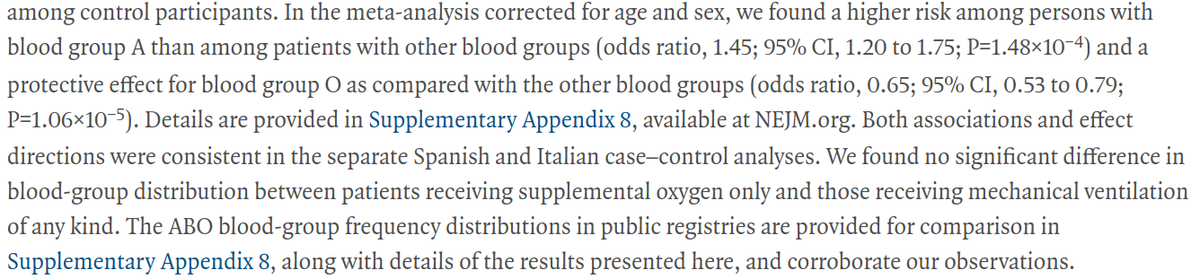 among control participants. In the meta-analysis corrected for age and sex, we found a higher risk among persons with
blood group A than among patients with other blood groups (odds ratio, 1.45; 95% CI, 1.20 to 1.75; P=1.48×10⁻⁴) and a
protective effect for blood group O as compared with the other blood groups (odds ratio, 0.65; 95% CI, 0.53 to 0.79;
P=1.06×10⁻⁵). Details are provided in Supplementary Appendix 8, available at NEJM.org. Both associations and effect
directions were consistent in the separate Spanish and Italian case–control analyses. We found no significant difference in
blood-group distribution between patients receiving supplemental oxygen only and those receiving mechanical ventilation
of any kind. The ABO blood-group frequency distributions in public registries are provided for comparison in
Supplementary Appendix 8, along with details of the results presented here, and corroborate our observations.